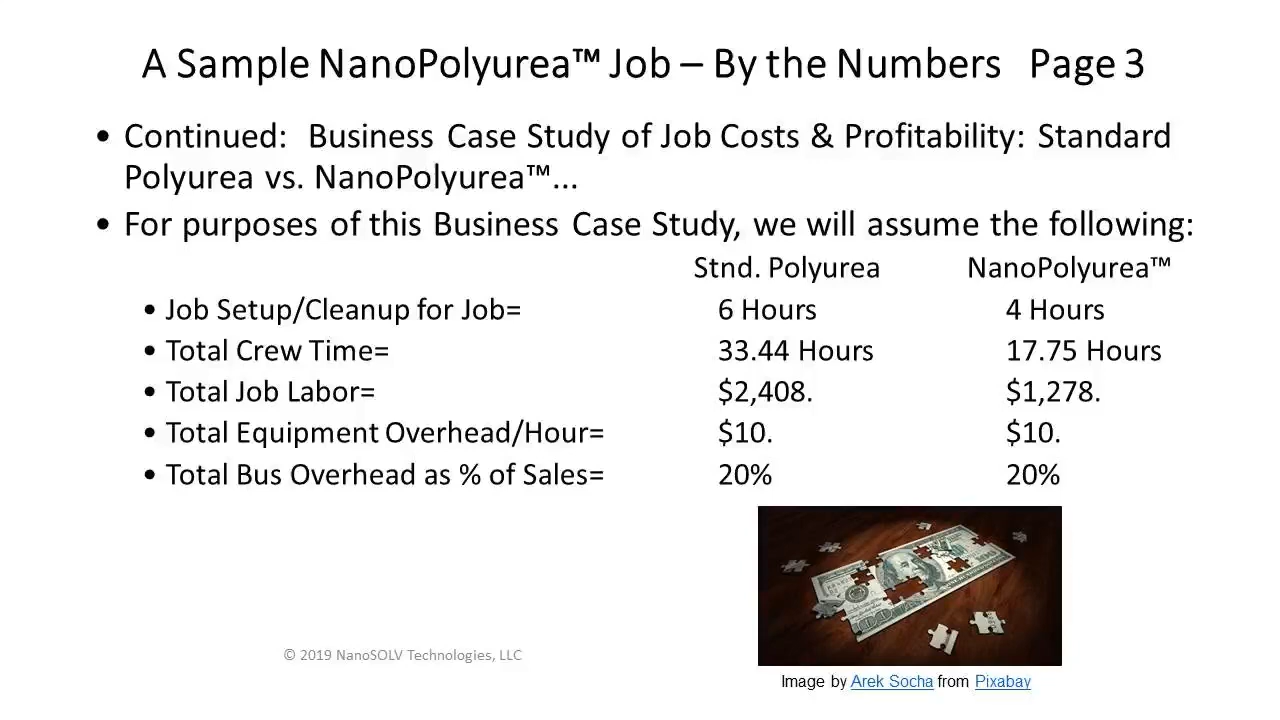 A Sample NanoPolyurea™ Job – By the Numbers Page 3
• Continued: Business Case Study of Job Costs & Profitability: Standard
Polyurea vs. NanoPolyurea™...
• For purposes of this Business Case Study, we will assume the following:
Stnd. Polyurea NanoPolyurea™
• Job Setup/Cleanup for Job= 6 Hours 4 Hours
• Total Crew Time= 33.44 Hours 17.75 Hours
• Total Job Labor= $2,408. $1,278.
• Total Equipment Overhead/Hour= $10. $10.
• Total Bus Overhead as % of Sales= 20% 20%
© 2019 NanoSOLV Technologies, LLC
Image by Arek Socha from Pixabay